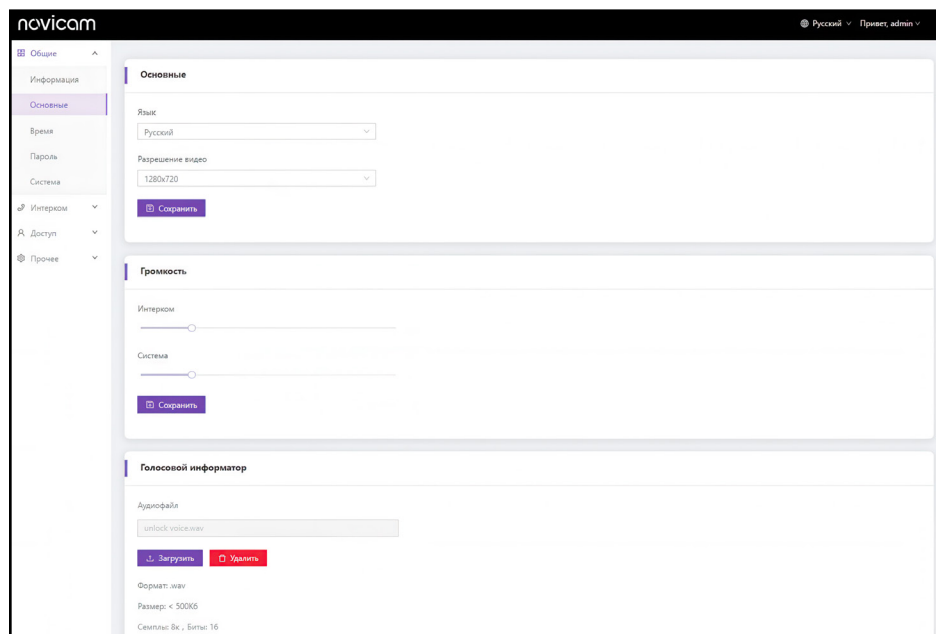 novicam
Русский
Привет, admin
Общие
Информация
Основные
Время
Пароль
Система
Интерком
Доступ
Прочее
Основные
Язык
Русский
Разрешение видео
1280x720
Сохранить
Громкость
Интерком
Система
Сохранить
Голосовой информатор
Аудиофайл
unlock voice.wav
Загрузить
Удалить
Формат: .wav
Размер: < 500Кб
Семплы: 8к , Биты: 16